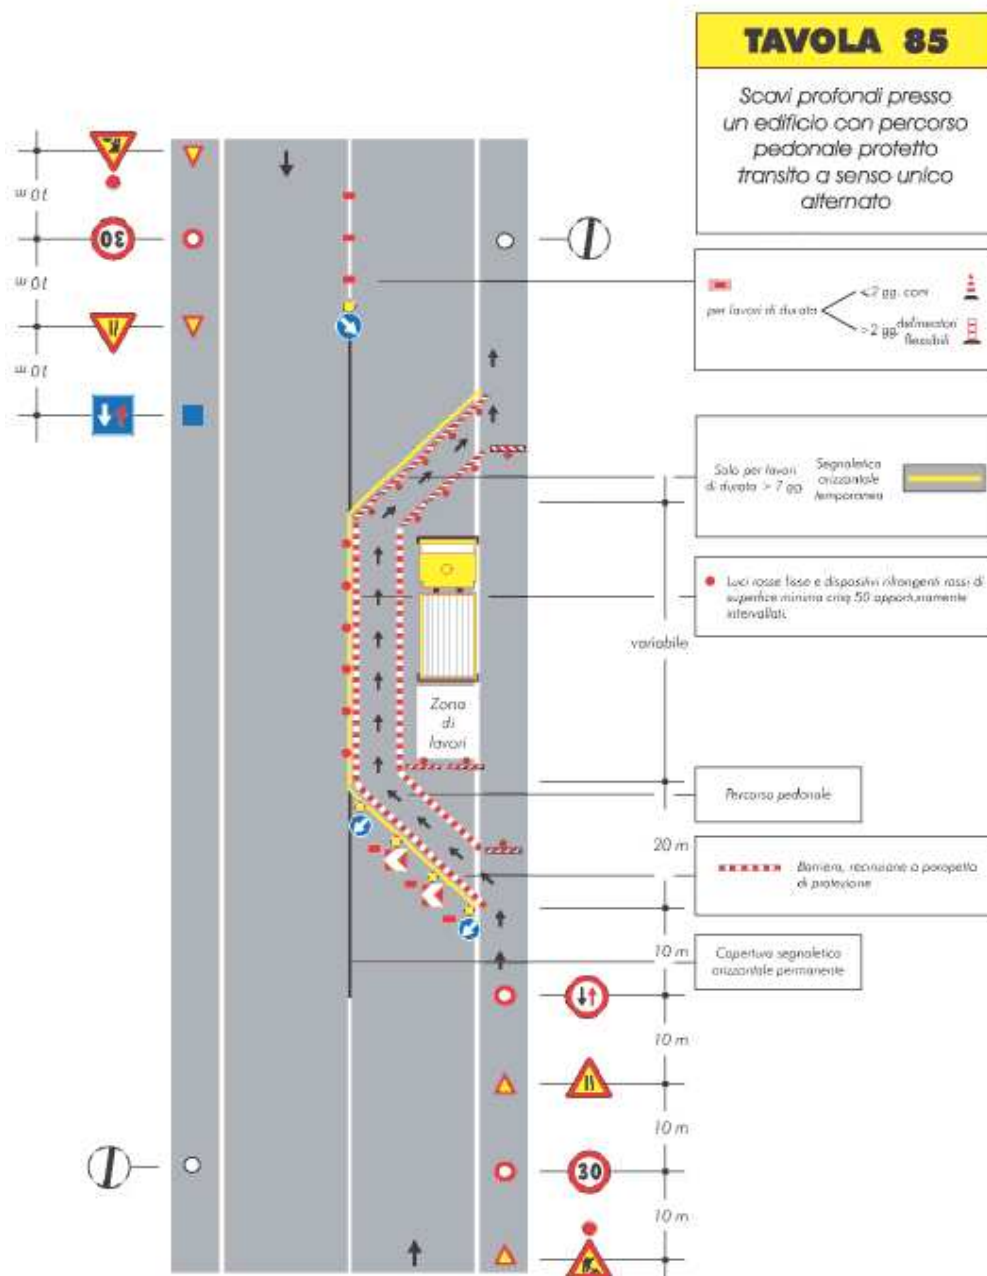 TAVOLA 85
Scavi profondi presso
un edificio con percorso
pedonale protetto
transito a senso unico
alternato
10 m
30
10 m
10 m
per lavori di durata
<2 gg. coni
>2 gg. delineatori
flessibili
Solo per lavori
di durata > 7 gg.
Segnaletica
orizzontale
temporanea
Luci rosse fisse e dispositivi rifrangenti rossi di
superficie minima cmq 50 opportunamente
intervallati.
variabile
Zona
di
lavori
Percorso pedonale
20 m
Barriera, recinzione o parapetto
di protezione
10 m
Copertura segnaletica
orizzontale permanente
10 m
10 m
30
10 m